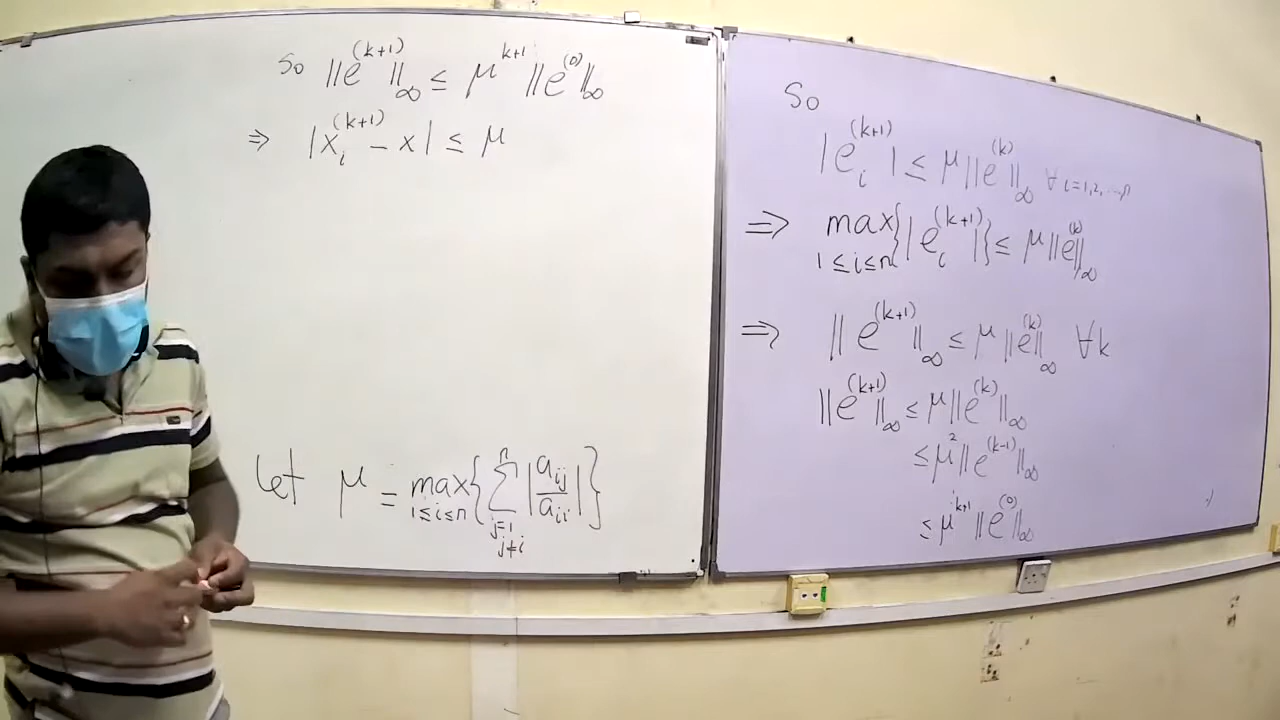 So ‖e^(k+1)‖_∞ ≤ μ^k+1 ‖e^(0)‖_∞
⇒ |x_i^(k+1) − x| ≤ μ
Let μ = max_{1≤i≤n} { Σ_{j=1, j≠i}^n |a_ij / a_ii| }
So
|e_i^(k+1)| ≤ μ‖e^(k)‖_∞ ∀ i=1,2,...,n
⇒ max_{1≤i≤n} {|e_i^(k+1)|} ≤ μ‖e^(k)‖_∞
⇒ ‖e^(k+1)‖_∞ ≤ μ‖e^(k)‖_∞ ∀k
‖e^(k+1)‖_∞ ≤ μ‖e^(k)‖_∞
≤ μ^2 ‖e^(k-1)‖_∞
≤ μ^k+1 ‖e^(0)‖_∞